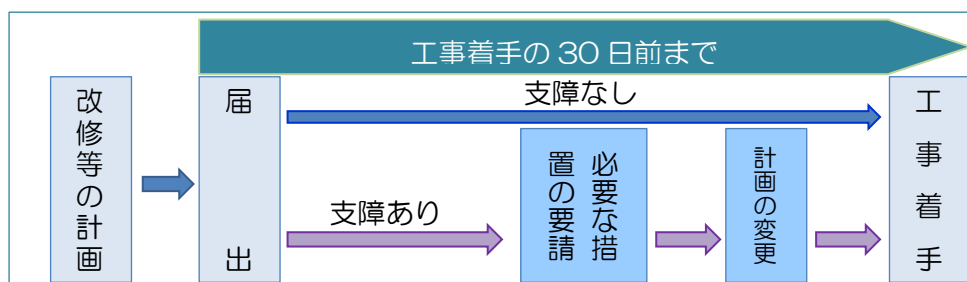 工事着手の30日前まで
改修等の計画
届出
支障なし
支障あり
必要な措
置の要請
計画の変更
工事着手